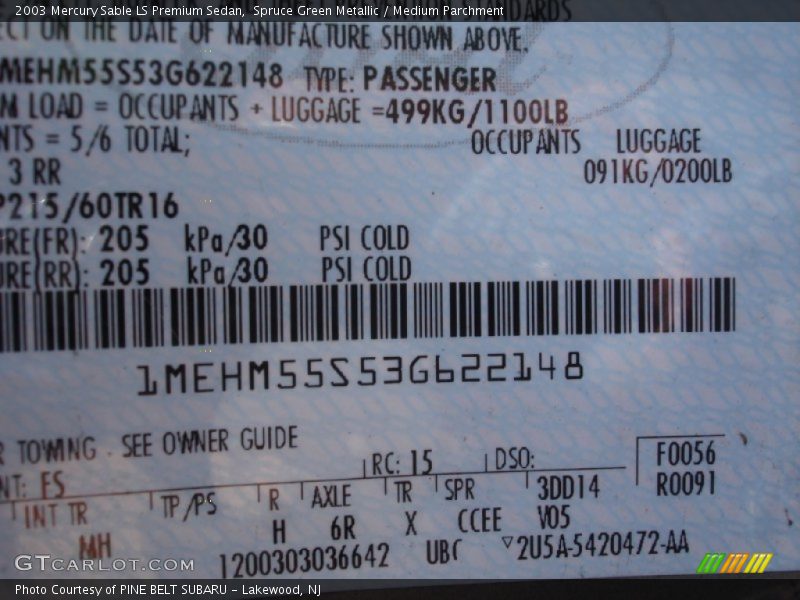 2003 Mercury Sable LS Premium Sedan,  Spruce Green Metallic / Medium Parchment
STANDARDS
ECT ON THE DATE OF MANUFACTURE SHOWN ABOVE.
MEHM55S53G622148 TYPE: PASSENGER
M LOAD = OCCUPANTS + LUGGAGE =499KG/1100LB
NTS = 5/6 TOTAL; OCCUPANTS LUGGAGE
3 RR 091KG/0200LB
P215/60TR16
URE(FR): 205 kPa/30 PSI COLD
URE(RR): 205 kPa/30 PSI COLD
1MEHM55S53G622148
R TOWING . SEE OWNER GUIDE
RC: 15 DSO: F0056
NT: FS R0091
INT TR TP/PS R AXLE TR SPR 3DD14
MH H 6R X CCEE V05
1200303036642 UBC ▽2U5A-5420472-AA
GTCARLOT.COM
Photo Courtesy of PINE BELT SUBARU - Lakewood, NJ